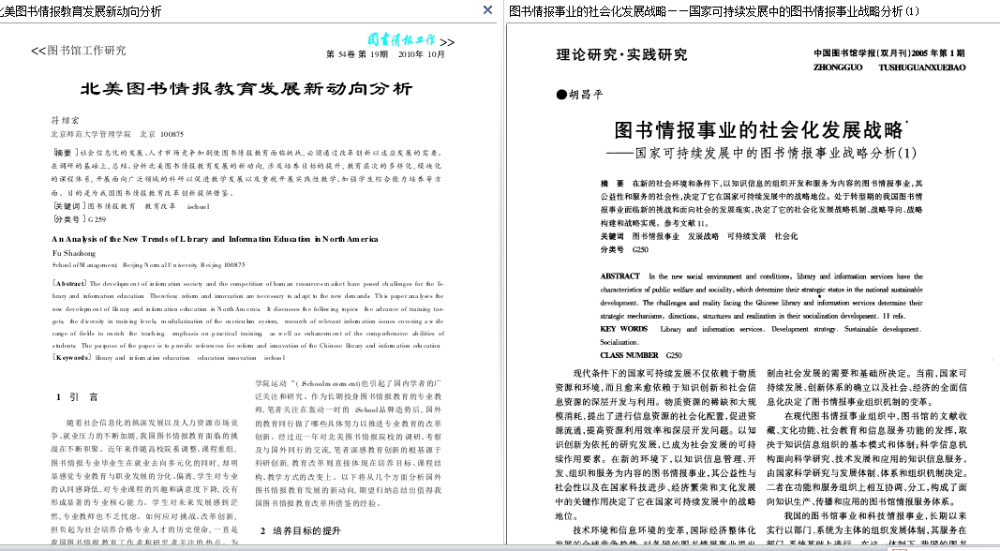 北美图书情报教育发展新动向分析
<<图书馆工作研究
图书情报工作 >>
第 54卷 第 19期 2010年 10月
北美图书情报教育发展新动向分析
符绍宏
北京师范大学管理学院 北京 100875
〔摘要〕社会信息化的发展、人才市场竞争加剧使图书情报教育面临挑战,必须通过改革创新以适应发展的需要。
在调研的基础上,总结、分析北美图书情报教育发展的新动向,涉及培养目标的提升、教育层次的多样化、模块化
的课程体系,开展面向广泛领域的科研以促进教学发展以及重视开展实践性教学、加强学生综合能力培养等方
面。目的是为我国图书情报教育改革创新提供借鉴。
〔关键词〕图书情报教育 教育改革 ischool
〔分类号〕G259
An Analysis of the New Trends of Library and Information Education in North America
Fu Shaohong
School of Management, Beijing Normal University, Beijing 100875
〔Abstract〕 The development of information society and the competition of human resources market have posed challenges for the li-
brary and information education. Therefore, reform and innovation are necessary to adapt to the new demands. This paper analyses the
new development of library and information education in North America. It discusses the following topics: the advance of training tar-
gets, the diversity in training levels, modularization of the curriculum system, research of relevant information issues covering a wide
range of fields to enrich the teaching, emphasis on practical training, as well as enhancement of the comprehensive abilities of
students. The purpose of the paper is to provide references for reform and innovation of the Chinese library and information education.
〔Keywords〕 library and information education education innovation ischool
1 引 言
随着社会信息化的纵深发展以及人力资源市场竞
争、就业压力的不断加剧,我国图书情报教育面临的挑
战在不断积聚。近年来伴随高校院系调整、课程重组,
图书情报专业毕业生在就业去向多元化的同时,却明
显感觉专业教育与职业发展的分化、偏离,学生对专业
的认同感降低,对专业课程的兴趣和满意度下降,没有
形成显著的专业核心能力。学生对未来发展感到茫
然,专业教师也不乏忧虑。如何应对挑战、改革创新,
担负起为社会培养合格专业人才的历史使命,一直是
我国图书情报教育工作者和研究者关注的热点。为
学院运动 ”( iSchool movement)也引起了国内学者的广
泛关注和研究。作为长期投身图书情报教育的专业教
师,笔者关注在轰动一时的 iSchool品牌造势后,国外
的教育同行做了哪些具体努力以推进专业教育的改革
创新。经过近一年对北美图书情报院校的调研、考察
及与国外同行的交流,笔者深感教育创新的根基源于
科研创新,教育改革则直接体现在培养目标、课程结
构、教学方式的改变上。以下将从几个方面分析国外
图书情报教育发展的新动向,期望归纳总结出值得我
国图书情报教育改革所借鉴的经验。
2 培养目标的提升
图书情报事业的社会化发展战略——国家可持续发展中的图书情报事业战略分析(1)
理论研究·实践研究
中国图书馆学报(双月刊)2005 年第 1 期
ZHONGGUO TUSHUGUANXUEBAO
●胡昌平
图书情报事业的社会化发展战略*
——国家可持续发展中的图书情报事业战略分析(1)
摘 要 在新的社会环境和条件下,以知识信息的组织开发和服务为内容的图书情报事业,其
公益性和服务的社会性,决定了它在国家可持续发展中的战略地位。处于转型期的我国图书情
报事业面临新的挑战和面向社会的发展现实,决定了它的社会化发展战略机制、战略导向、战略
构建和战略实现。参考文献 11。
关键词 图书情报事业 发展战略 可持续发展 社会化
分类号 G250
ABSTRACT In the new social environment and conditions, library and information services have the
characteristics of public welfare and sociality, which determine their strategic status in the national sustainable
development. The challenges and reality facing the Chinese library and information services determine their
strategic mechanisms, directions, structures and realization in their socialization development. 11 refs.
KEY WORDS Library and information services. Development strategy. Sustainable development.
Socialization.
CLASS NUMBER G250
现代条件下的国家可持续发展不仅依赖于物质
资源和环境,而且愈来愈依赖于知识创新和社会信
息资源的深层开发与利用。物质资源的稀缺和大规
模消耗,提出了进行信息资源的社会化配置,促进资
源流通,提高资源利用效率和深层开发问题。以知
识创新为依托的研究发展,已成为社会发展的可持
续作用要素。在新的环境下,以知识信息管理、开
发、组织和服务为内容的图书情报事业,其公益性与
社会性以及在国家科技进步、经济繁荣和文化发展
中的关键作用决定了它在国家可持续发展中的战略
地位。
技术环境和信息环境的变革,国际经济整体化
制由社会发展的需要和基础所决定。当前,国家可
持续发展、创新体系的确立以及社会、经济的全面信
息化决定了图书情报事业组织机制的变革。
在现代图书情报事业组织中,图书馆的文献收
藏、文化功能、社会教育和信息服务功能的发挥,取
决于知识信息组织的基本模式和体制;科学信息机
构面向科学研究、技术发展和应用的知识信息服务,
由国家科学研究与发展体制、体系和组织机制决定。
二者在功能和服务组织上相互协调、分工,构成了面
向知识生产、传播和应用的图书情报服务体系。
我国的图书情报事业和科技情报事业,长期以来
实行以部门、系统为主体的组织发展体制,其服务在